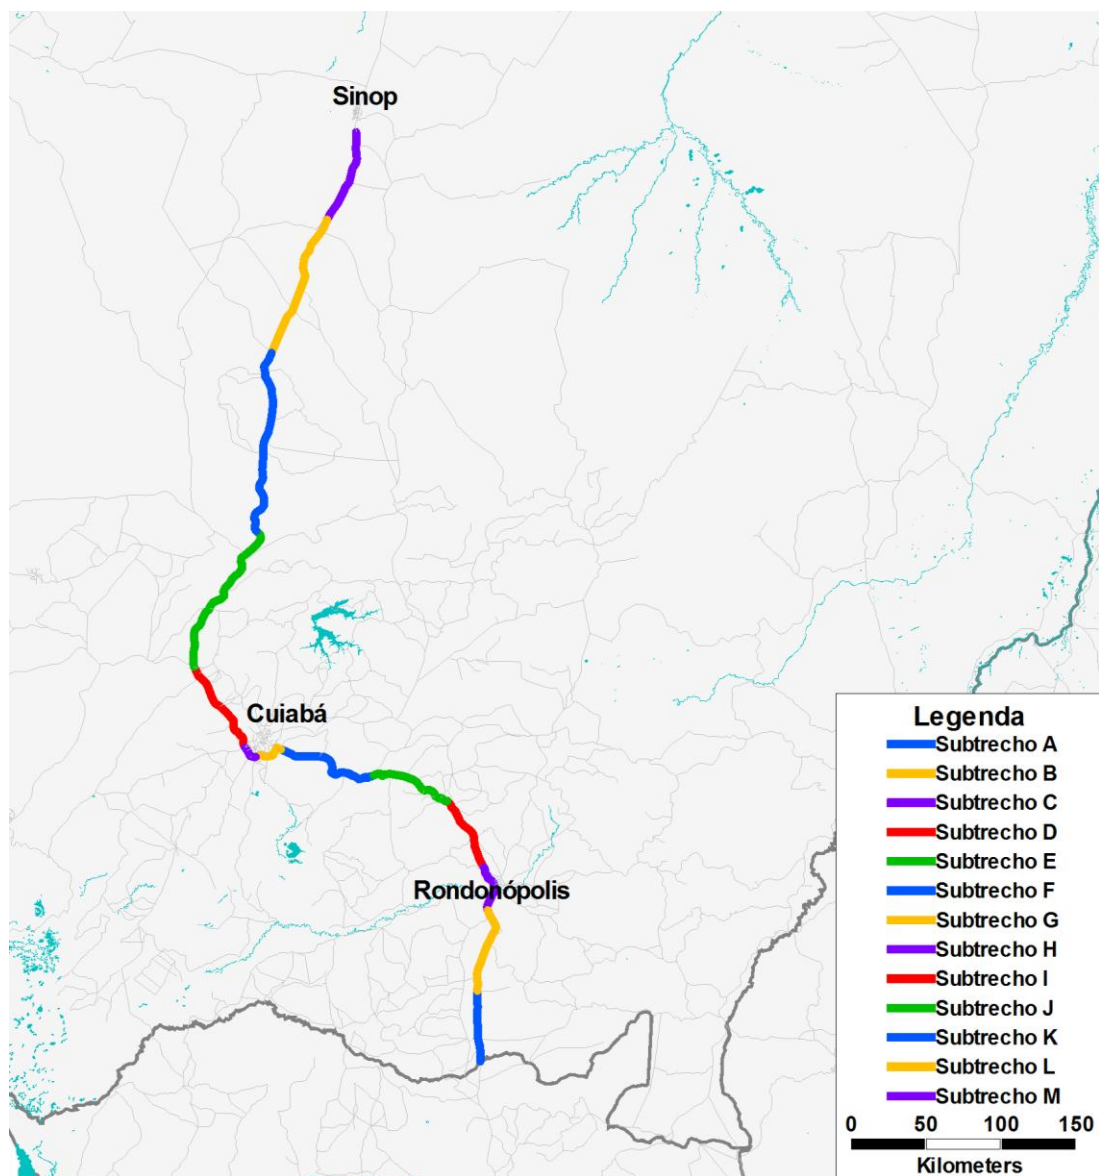 Sinop
Cuiabá
Rondonópolis
Legenda
Subtrecho A
Subtrecho B
Subtrecho C
Subtrecho D
Subtrecho E
Subtrecho F
Subtrecho G
Subtrecho H
Subtrecho I
Subtrecho J
Subtrecho K
Subtrecho L
Subtrecho M
0 50 100 150
Kilometers